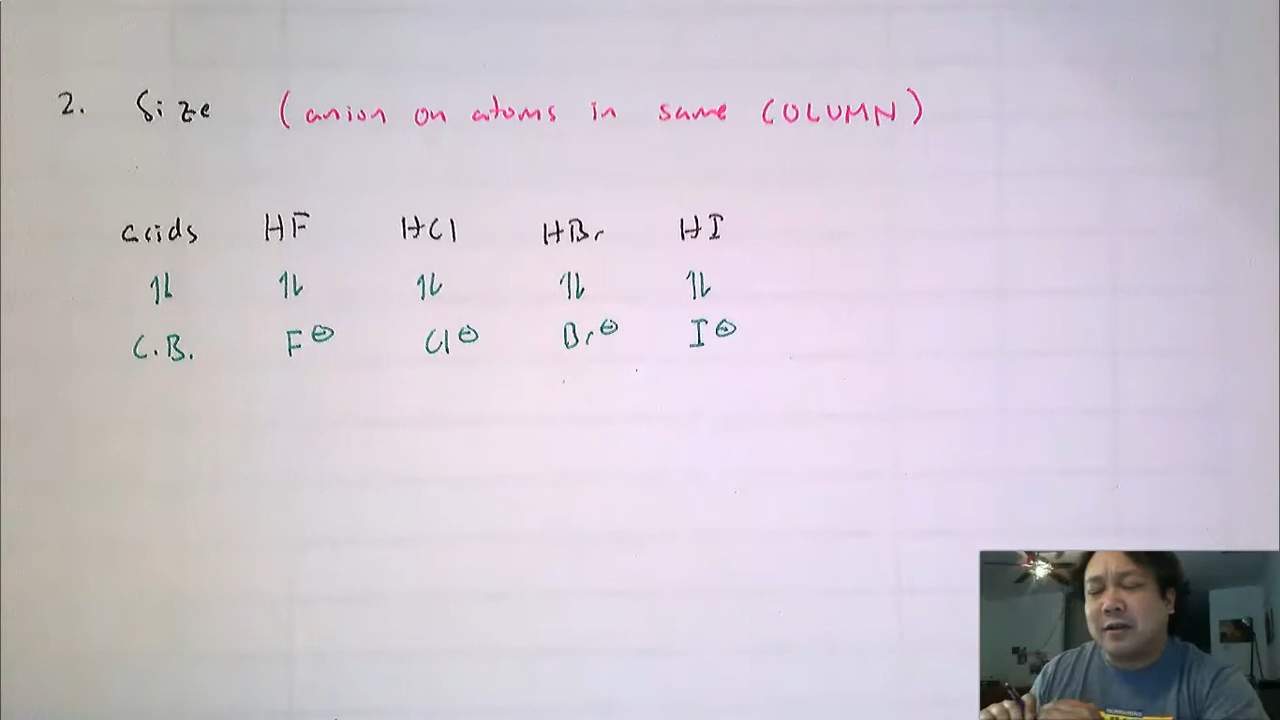 2. Size (anion on atoms in same COLUMN)
acids HF HCl HBr HI
⇌ ⇌ ⇌ ⇌ ⇌
C.B. F⊖ Cl⊖ Br⊖ I⊖